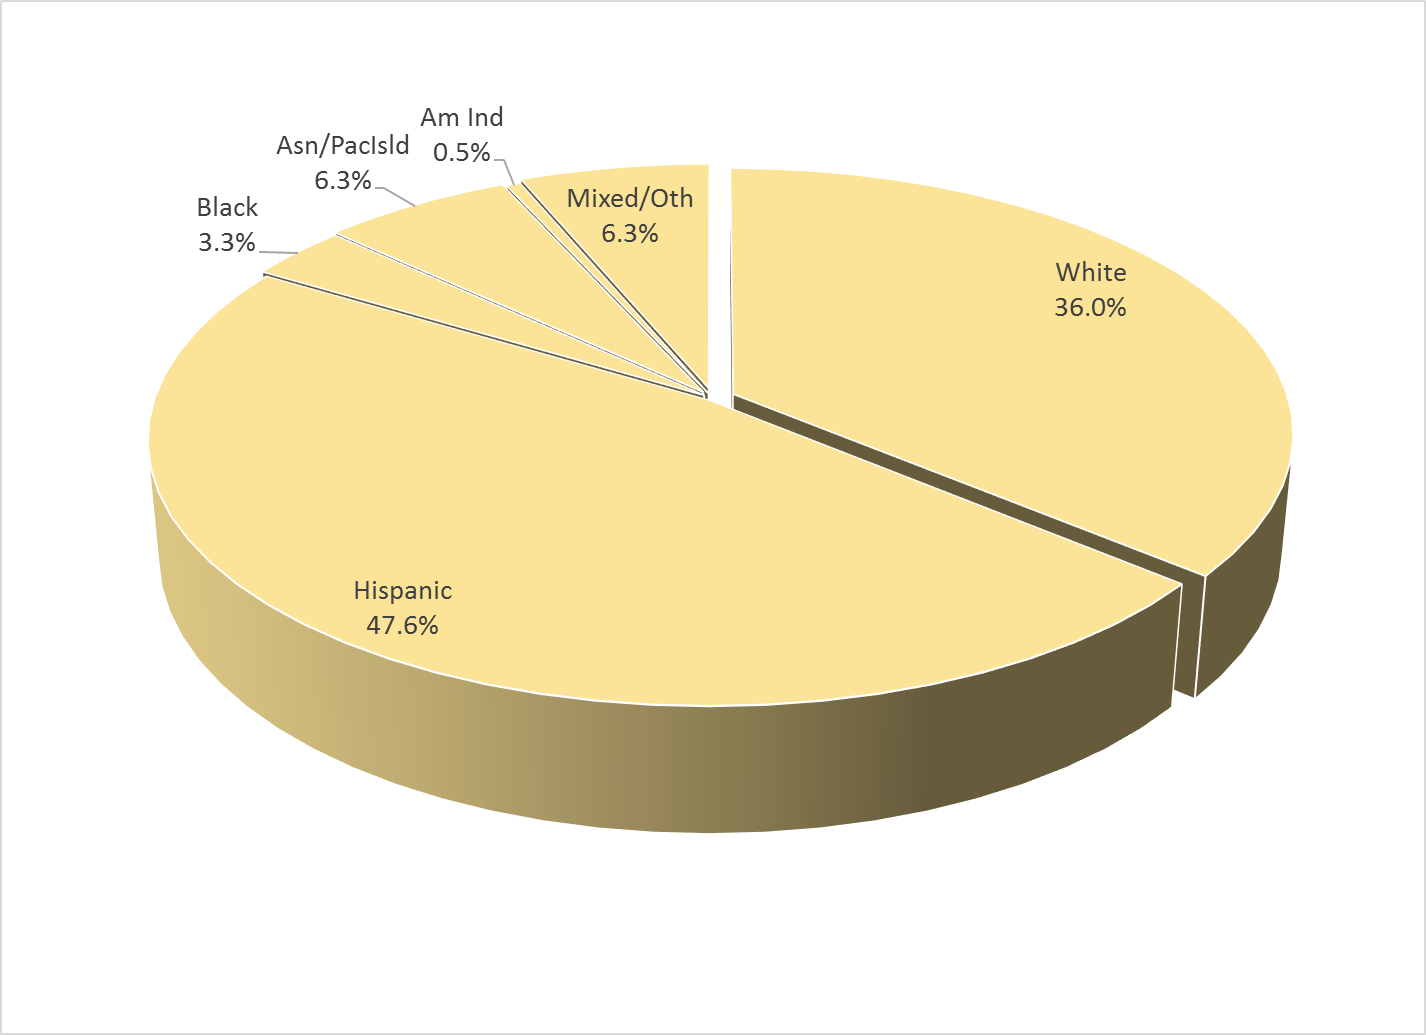 Am Ind
0.5%
Asn/PacIsld
6.3%
Black
3.3%
Mixed/Oth
6.3%
White
36.0%
Hispanic
47.6%